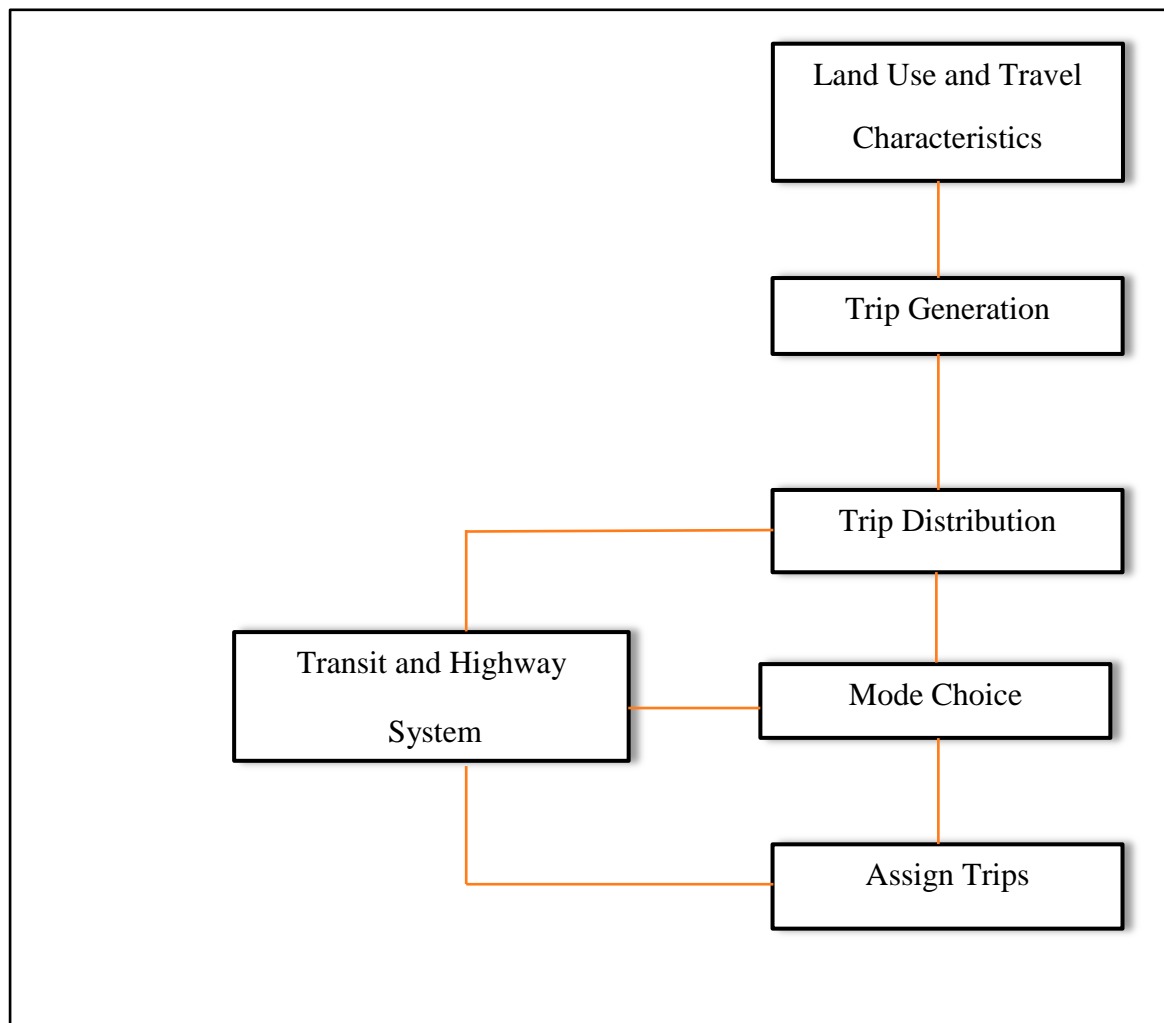 Land Use and Travel
Characteristics
Trip Generation
Trip Distribution
Transit and Highway
System
Mode Choice
Assign Trips